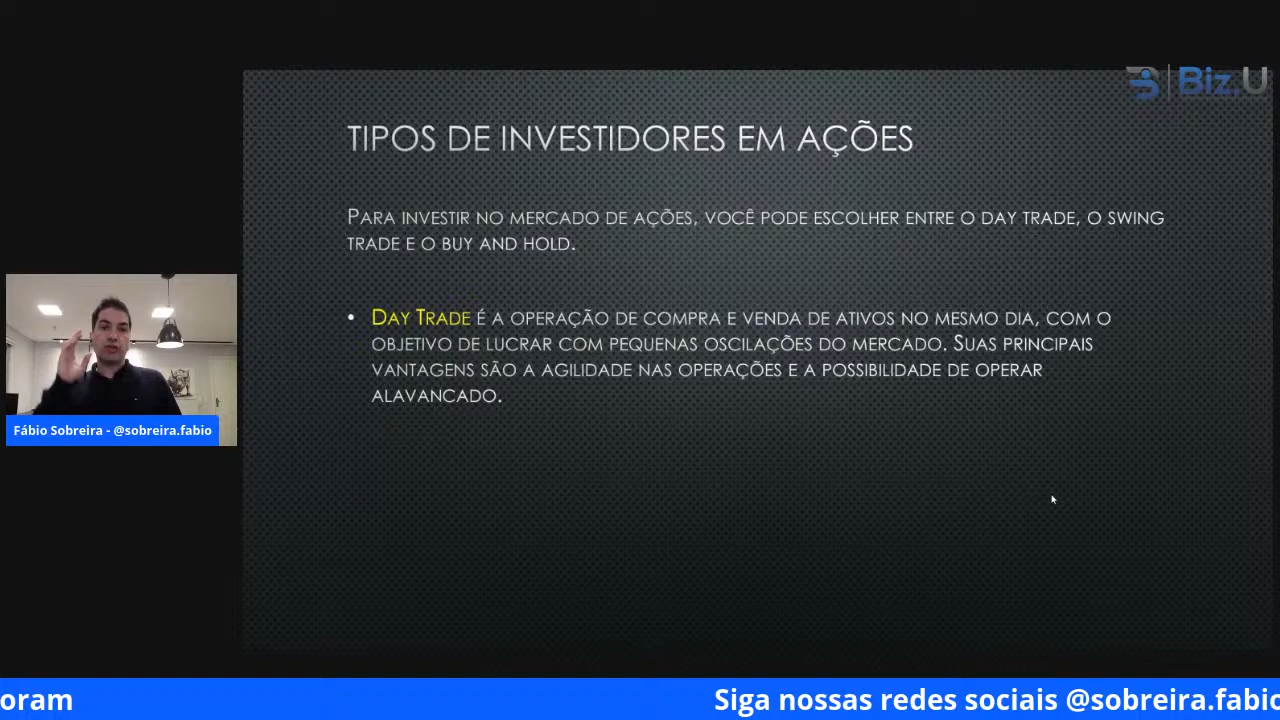 Biz.U
TIPOS DE INVESTIDORES EM AÇÕES
PARA INVESTIR NO MERCADO DE AÇÕES, VOCÊ PODE ESCOLHER ENTRE O DAY TRADE, O SWING
TRADE E O BUY AND HOLD.
• DAY TRADE É A OPERAÇÃO DE COMPRA E VENDA DE ATIVOS NO MESMO DIA, COM O
OBJETIVO DE LUCRAR COM PEQUENAS OSCILAÇÕES DO MERCADO. SUAS PRINCIPAIS
VANTAGENS SÃO A AGILIDADE NAS OPERAÇÕES E A POSSIBILIDADE DE OPERAR
ALAVANCADO.
Fábio Sobreira - @sobreira.fabio
oram Siga nossas redes sociais @sobreira.fabio